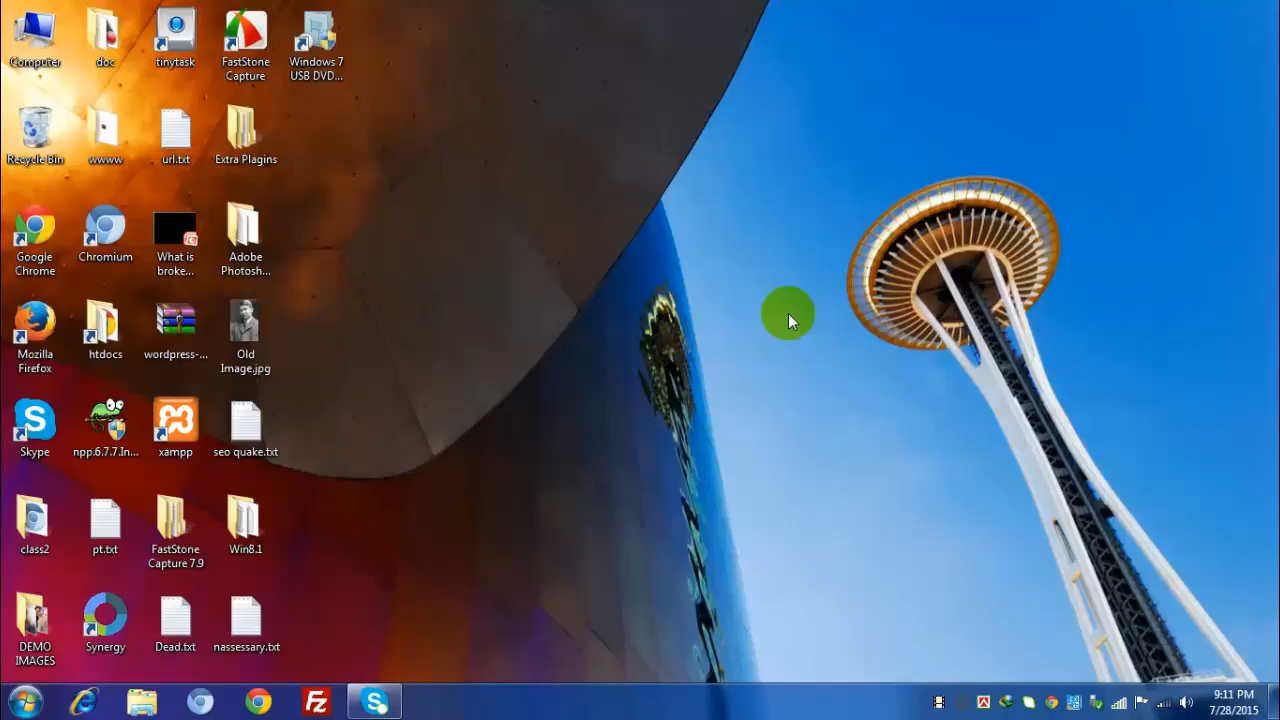 Computer
doc
tinytask
FastStone
Capture
Windows 7
USB DVD...
Recycle Bin
wwww
url.txt
Extra Plagins
Google
Chrome
Chromium
What is
broke...
Adobe
Photosh...
Mozilla
Firefox
htdocs
wordpress-...
Old
Image.jpg
Skype
npp.6.7.7.In...
xampp
seo quake.txt
class2
pt.txt
FastStone
Capture 7.9
Win8.1
DEMO
IMAGES
Synergy
Dead.txt
nassessary.txt
9:11 PM
7/28/2015